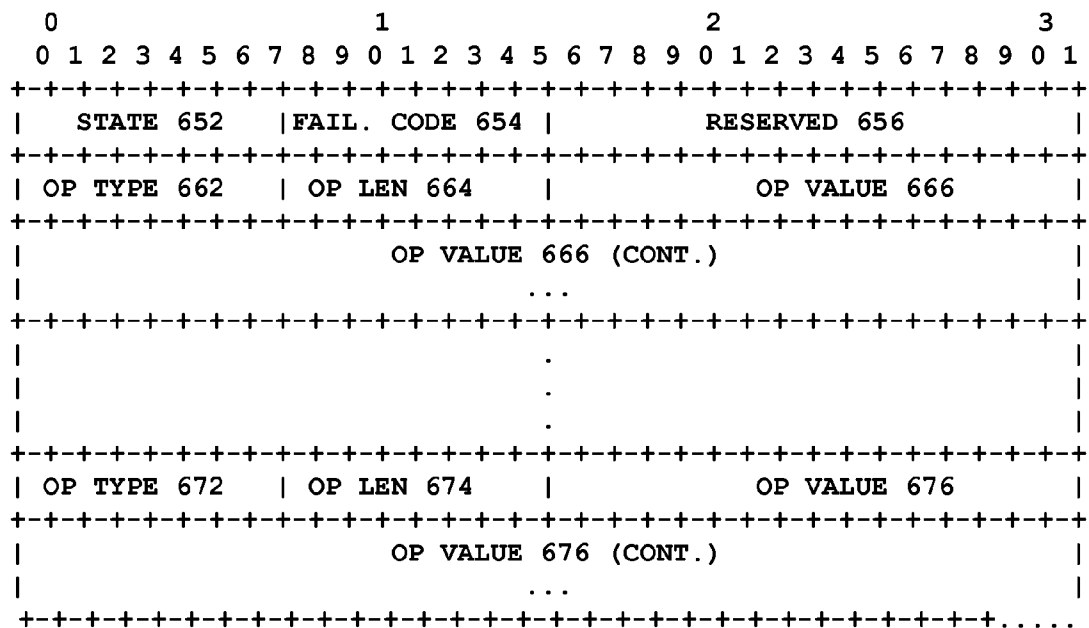 0 1 2 3
0 1 2 3 4 5 6 7 8 9 0 1 2 3 4 5 6 7 8 9 0 1 2 3 4 5 6 7 8 9 0 1
+-+-+-+-+-+-+-+-+-+-+-+-+-+-+-+-+-+-+-+-+-+-+-+-+-+-+-+-+-+-+-+-+
| STATE 652 |FAIL. CODE 654 | RESERVED 656 |
+-+-+-+-+-+-+-+-+-+-+-+-+-+-+-+-+-+-+-+-+-+-+-+-+-+-+-+-+-+-+-+-+
| OP TYPE 662 | OP LEN 664 | OP VALUE 666 |
+-+-+-+-+-+-+-+-+-+-+-+-+-+-+-+-+-+-+-+-+-+-+-+-+-+-+-+-+-+-+-+-+
| OP VALUE 666 (CONT.) |
| ... |
+-+-+-+-+-+-+-+-+-+-+-+-+-+-+-+-+-+-+-+-+-+-+-+-+-+-+-+-+-+-+-+-+
| . |
| . |
| . |
+-+-+-+-+-+-+-+-+-+-+-+-+-+-+-+-+-+-+-+-+-+-+-+-+-+-+-+-+-+-+-+-+
| OP TYPE 672 | OP LEN 674 | OP VALUE 676 |
+-+-+-+-+-+-+-+-+-+-+-+-+-+-+-+-+-+-+-+-+-+-+-+-+-+-+-+-+-+-+-+-+
| OP VALUE 676 (CONT.) |
| ... |
+-+-+-+-+-+-+-+-+-+-+-+-+-+-+-+-+-+-+-+-+-+-+-+-+-+-+-+-+-+.....